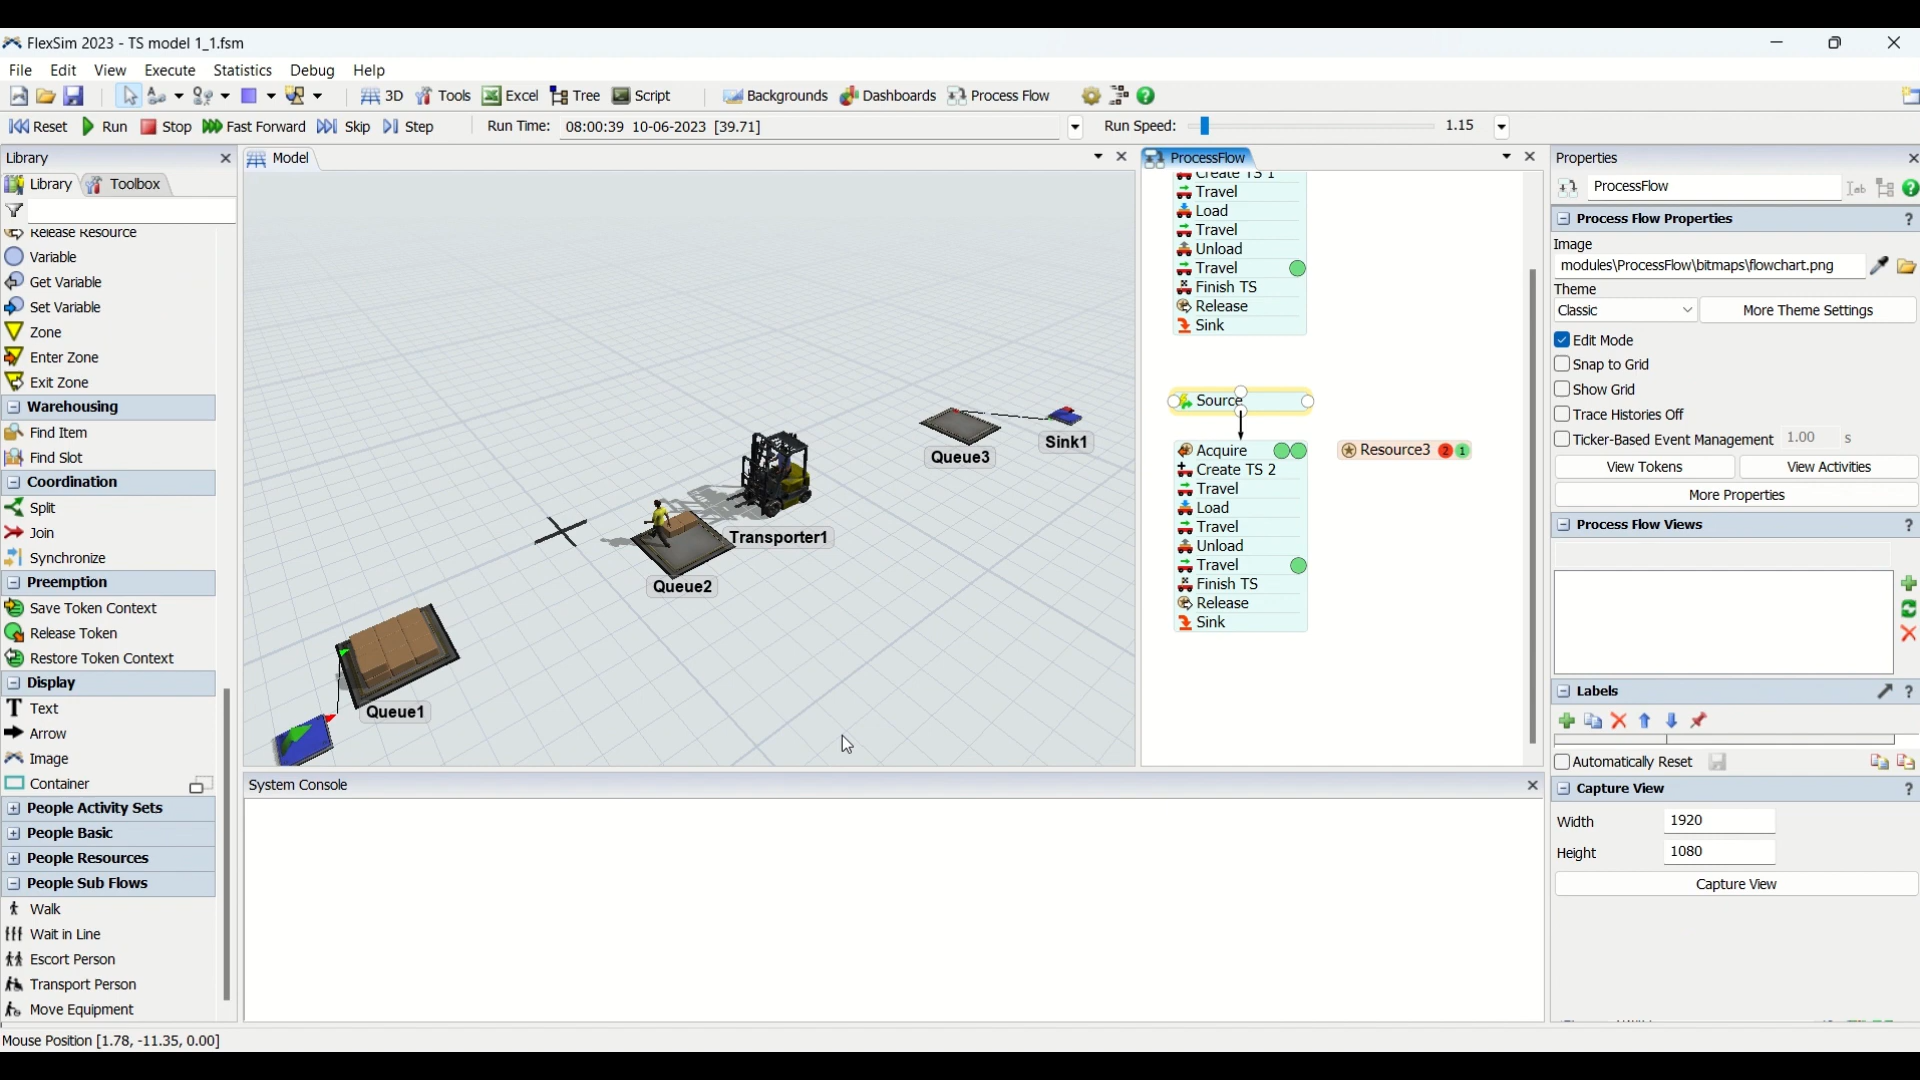 FlexSim 2023 - TS model 1_1.fsm
File Edit View Execute Statistics Debug Help
3D Tools Excel Tree Script Backgrounds Dashboards Process Flow
Reset Run Stop Fast Forward Skip Step Run Time: 08:00:39 10-06-2023 [39.71] Run Speed: 1.15
Library
Library Toolbox
Release Resource
Variable
Get Variable
Set Variable
Zone
Enter Zone
Exit Zone
Warehousing
Find Item
Find Slot
Coordination
Split
Join
Synchronize
Preemption
Save Token Context
Release Token
Restore Token Context
Display
Text
Arrow
Image
Container
People Activity Sets
People Basic
People Resources
People Sub Flows
Walk
Wait in Line
Escort Person
Transport Person
Move Equipment
Model
Queue3
Sink1
Transporter1
Queue2
Queue1
ProcessFlow
Create TS 1
Travel
Load
Travel
Unload
Travel
Finish TS
Release
Sink
Source
Acquire
Resource3 2 1
Create TS 2
Travel
Load
Travel
Unload
Travel
Finish TS
Release
Sink
System Console
Properties
ProcessFlow
Process Flow Properties ?
Image
modules\ProcessFlow\bitmaps\flowchart.png
Theme
Classic More Theme Settings
Edit Mode
Snap to Grid
Show Grid
Trace Histories Off
Ticker-Based Event Management 1.00 s
View Tokens View Activities
More Properties
Process Flow Views ?
Labels ?
Automatically Reset
Capture View ?
Width 1920
Height 1080
Capture View
Mouse Position [1.78, -11.35, 0.00]